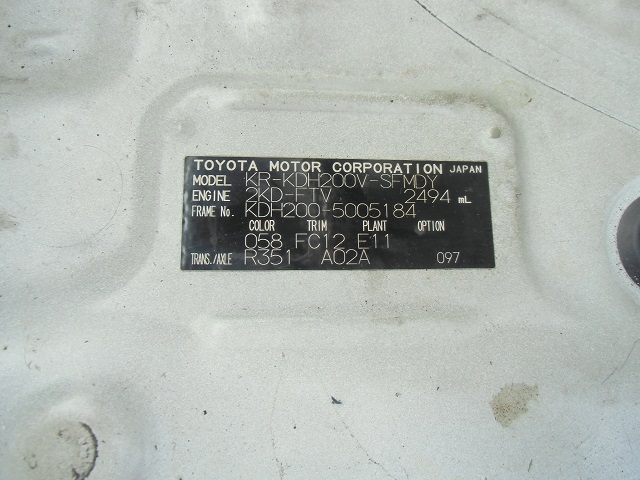 TOYOTA MOTOR CORPORATION JAPAN
MODEL KR-KDH200V-SFMDY
ENGINE 2KD-FTV 2494 mL
FRAME No. KDH200-5005184
COLOR TRIM PLANT OPTION
058 FC12 E11
TRANS./AXLE R351 A02A 097